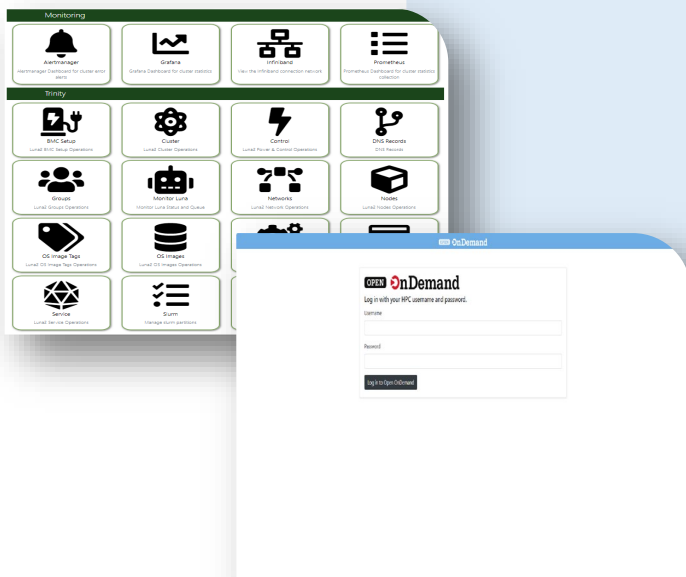 Monitoring
Alertmanager
Alertmanager Dashboard for cluster error alerts
Grafana
Grafana Dashboard for cluster statistics
Infiniband
View the Infiniband connection network
Prometheus
Prometheus Dashboard for cluster statistics collection
Trinity
BMC Setup
Luna2 BMC Setup Operations
Cluster
Luna2 Cluster Operations
Control
Luna2 Power & Control Operations
DNS Records
DNS Records
Groups
Luna2 Groups Operations
Monitor Luna
Monitor Luna Status and Queue
Networks
Luna2 Network Operations
Nodes
Luna2 Nodes Operations
OS Image Tags
Luna2 OS Image Tags Operations
OS Images
Luna2 OS Images Operations
Service
Luna2 Service Operations
Slurm
Manage slurm partitions
OPEN OnDemand
OPEN OnDemand
Log in with your HPC username and password.
Username
Password
Log in to Open OnDemand